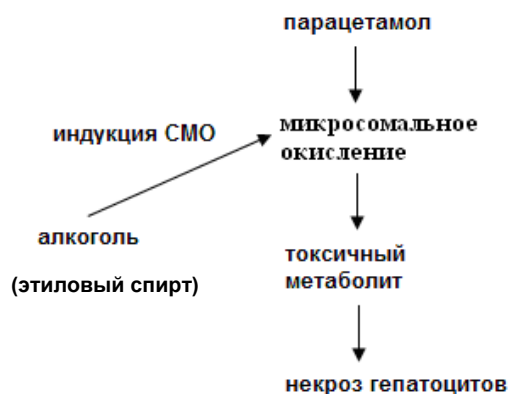 парацетамол
индукция СМО
микросомальное
окисление
алкоголь
(этиловый спирт)
токсичный
метаболит
некроз гепатоцитов